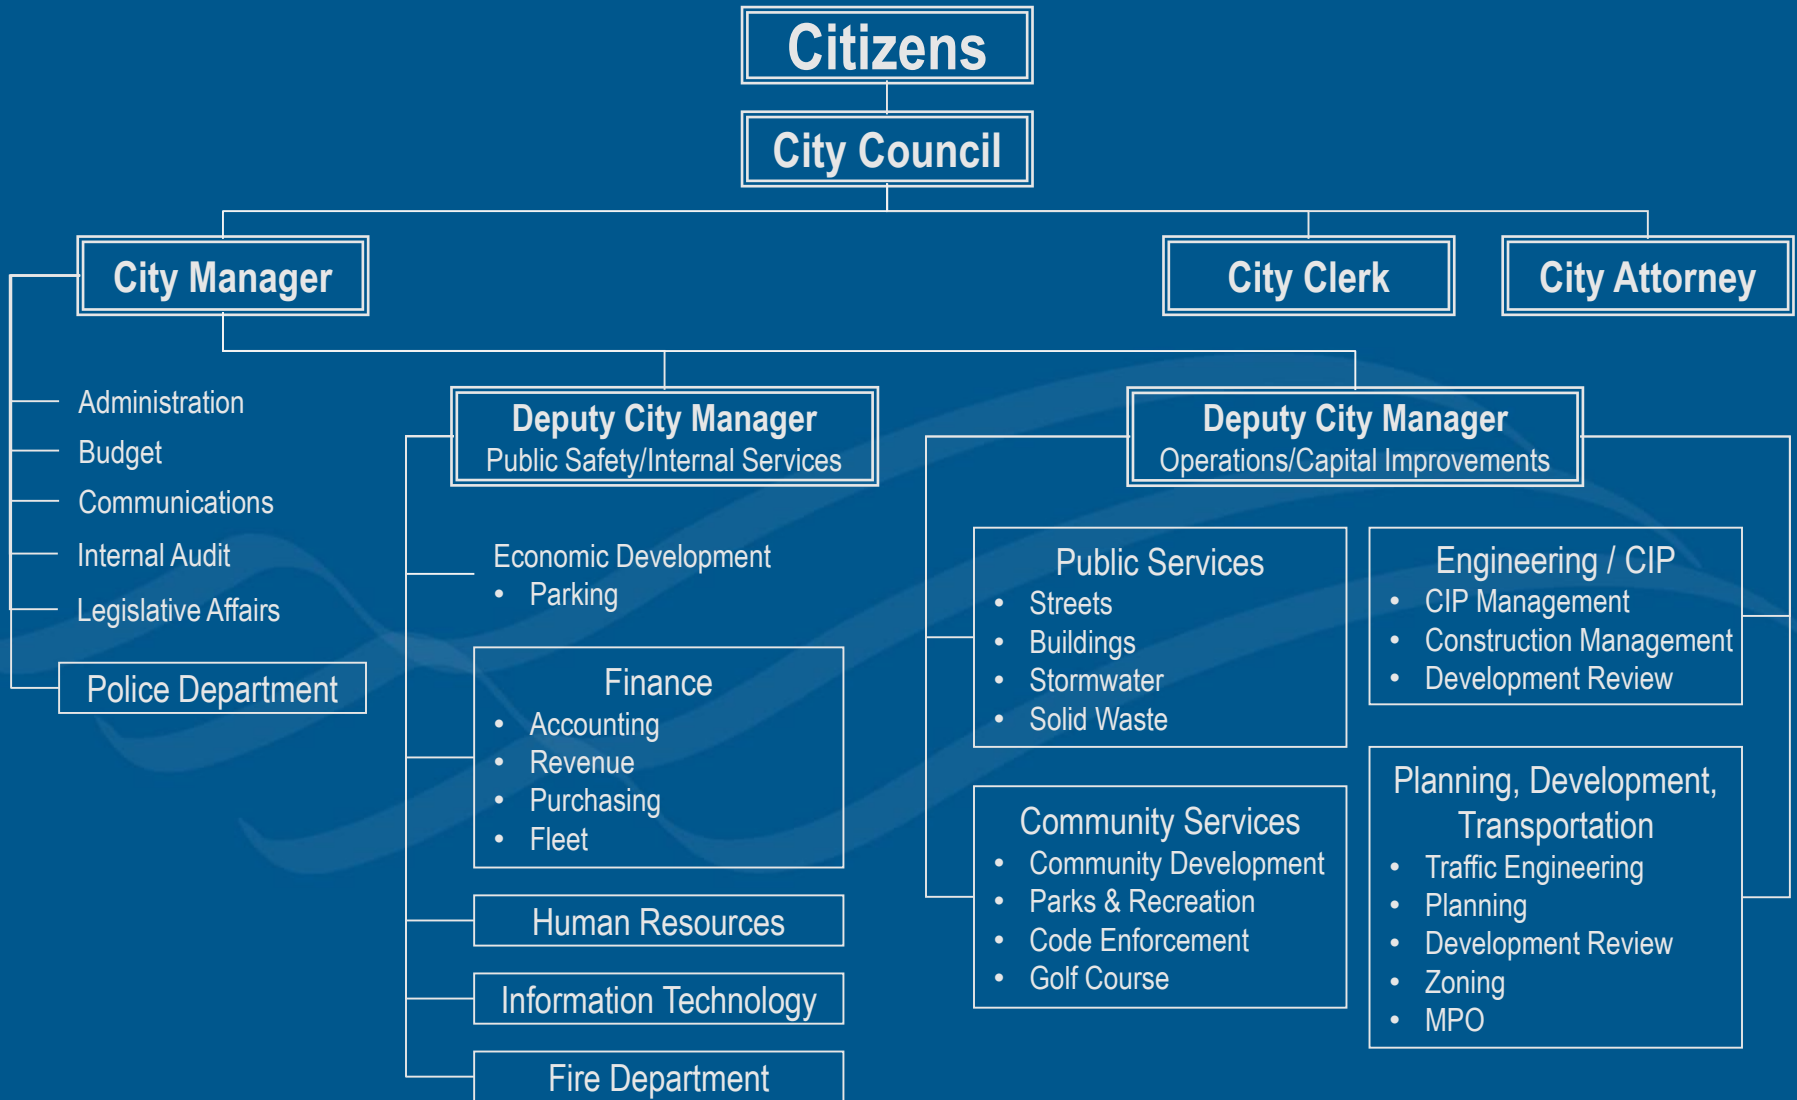 Citizens
City Council
City Manager
City Clerk
City Attorney
Administration
Budget
Communications
Internal Audit
Legislative Affairs
Police Department
Deputy City Manager
Public Safety/Internal Services
Economic Development
• Parking
Finance
• Accounting
• Revenue
• Purchasing
• Fleet
Human Resources
Information Technology
Fire Department
Deputy City Manager
Operations/Capital Improvements
Public Services
• Streets
• Buildings
• Stormwater
• Solid Waste
Community Services
• Community Development
• Parks & Recreation
• Code Enforcement
• Golf Course
Engineering / CIP
• CIP Management
• Construction Management
• Development Review
Planning, Development,
Transportation
• Traffic Engineering
• Planning
• Development Review
• Zoning
• MPO